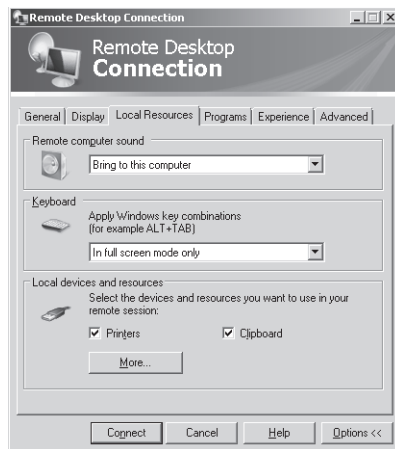 Remote Desktop Connection
Remote Desktop
Connection
General Display Local Resources Programs Experience Advanced
Remote computer sound
Bring to this computer
Keyboard
Apply Windows key combinations
(for example ALT+TAB)
In full screen mode only
Local devices and resources
Select the devices and resources you want to use in your
remote session:
Printers Clipboard
More...
Connect Cancel Help Options <<